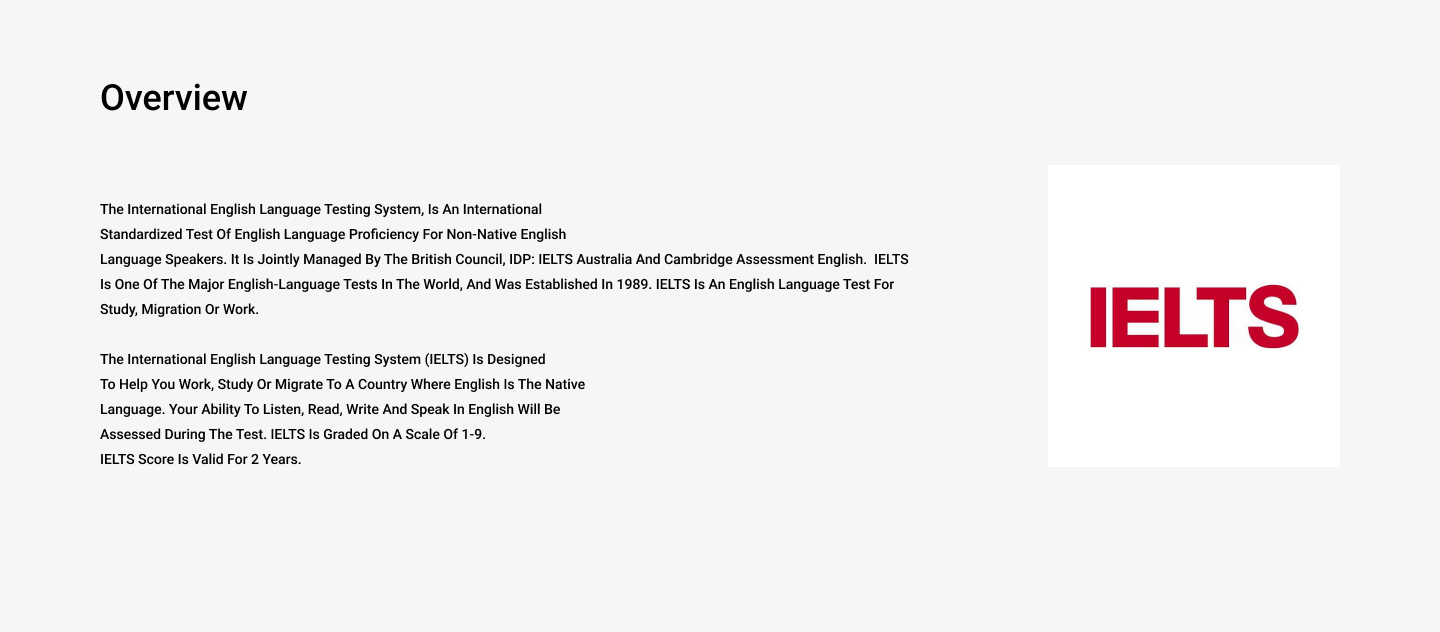 Overview
The International English Language Testing System, Is An International
Standardized Test Of English Language Proficiency For Non-Native English
Language Speakers. It Is Jointly Managed By The British Council, IDP: IELTS Australia And Cambridge Assessment English.  IELTS
Is One Of The Major English-Language Tests In The World, And Was Established In 1989. IELTS Is An English Language Test For
Study, Migration Or Work.
The International English Language Testing System (IELTS) Is Designed
To Help You Work, Study Or Migrate To A Country Where English Is The Native
Language. Your Ability To Listen, Read, Write And Speak In English Will Be
Assessed During The Test. IELTS Is Graded On A Scale Of 1-9.
IELTS Score Is Valid For 2 Years.
IELTS